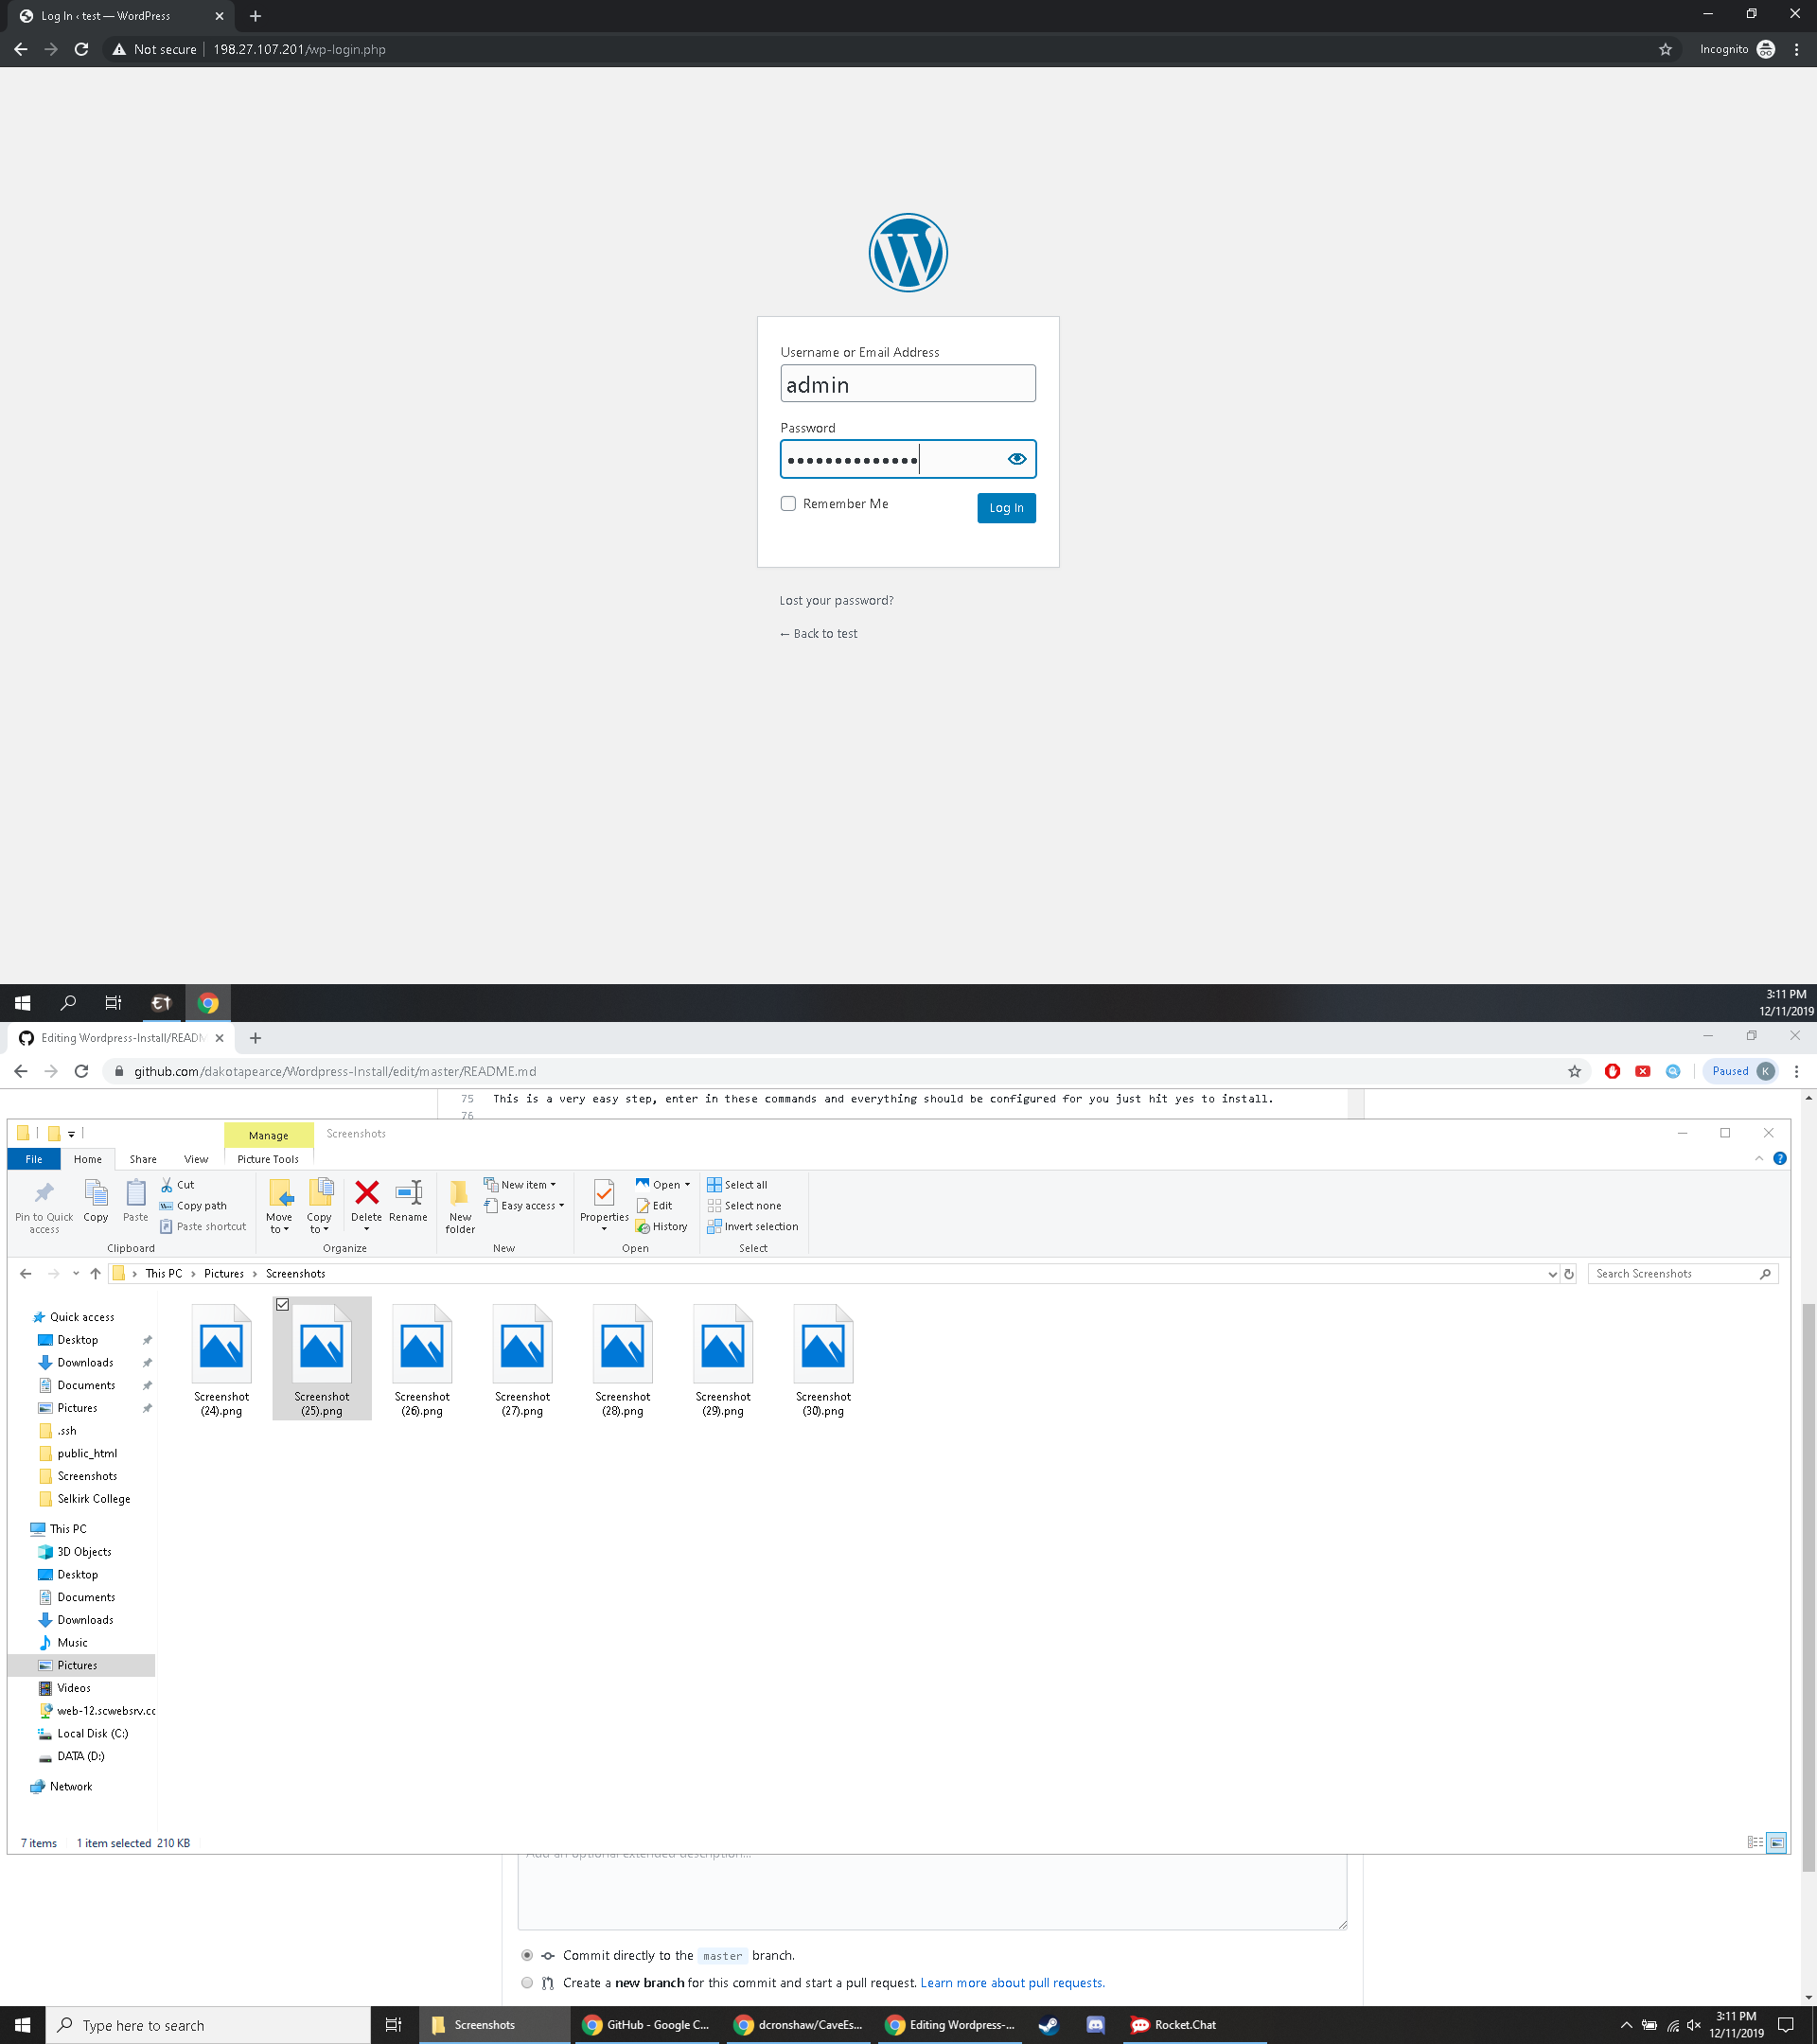 Log In ‹ test — WordPress
Not secure
198.27.107.201/wp-login.php
Incognito
Username or Email Address
admin
Password
Remember Me
Log In
Lost your password?
← Back to test
3:11 PM
12/11/2019
Editing Wordpress-Install/READM
github.com/dakotapearce/Wordpress-Install/edit/master/README.md
Paused
K
75 This is a very easy step, enter in these commands and everything should be configured for you just hit yes to install.
76
Manage
Screenshots
File
Home
Share
View
Picture Tools
Pin to Quick access
Copy
Paste
Cut
Copy path
Paste shortcut
Clipboard
Move to
Copy to
Delete
Rename
Organize
New folder
New item
Easy access
New
Properties
Open
Edit
History
Open
Select all
Select none
Invert selection
Select
This PC
Pictures
Screenshots
Search Screenshots
Quick access
Desktop
Downloads
Documents
Pictures
.ssh
public_html
Screenshots
Selkirk College
This PC
3D Objects
Desktop
Documents
Downloads
Music
Pictures
Videos
web-12.scwebsrv.cc
Local Disk (C:)
DATA (D:)
Network
Screenshot (24).png
Screenshot (25).png
Screenshot (26).png
Screenshot (27).png
Screenshot (28).png
Screenshot (29).png
Screenshot (30).png
7 items
1 item selected 210 KB
Add an optional extended description...
Commit directly to the master branch.
Create a new branch for this commit and start a pull request. Learn more about pull requests.
Type here to search
Screenshots
GitHub - Google C...
dcronshaw/CaveEs...
Editing Wordpress-...
Rocket.Chat
3:11 PM
12/11/2019